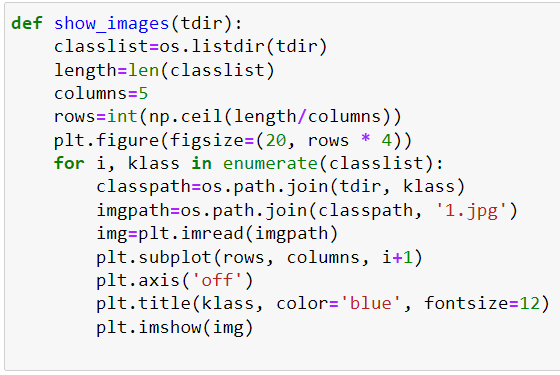 def show_images(tdir):
    classlist=os.listdir(tdir)
    length=len(classlist)
    columns=5
    rows=int(np.ceil(length/columns))
    plt.figure(figsize=(20, rows * 4))
    for i, klass in enumerate(classlist):
        classpath=os.path.join(tdir, klass)
        imgpath=os.path.join(classpath, '1.jpg')
        img=plt.imread(imgpath)
        plt.subplot(rows, columns, i+1)
        plt.axis('off')
        plt.title(klass, color='blue', fontsize=12)
        plt.imshow(img)